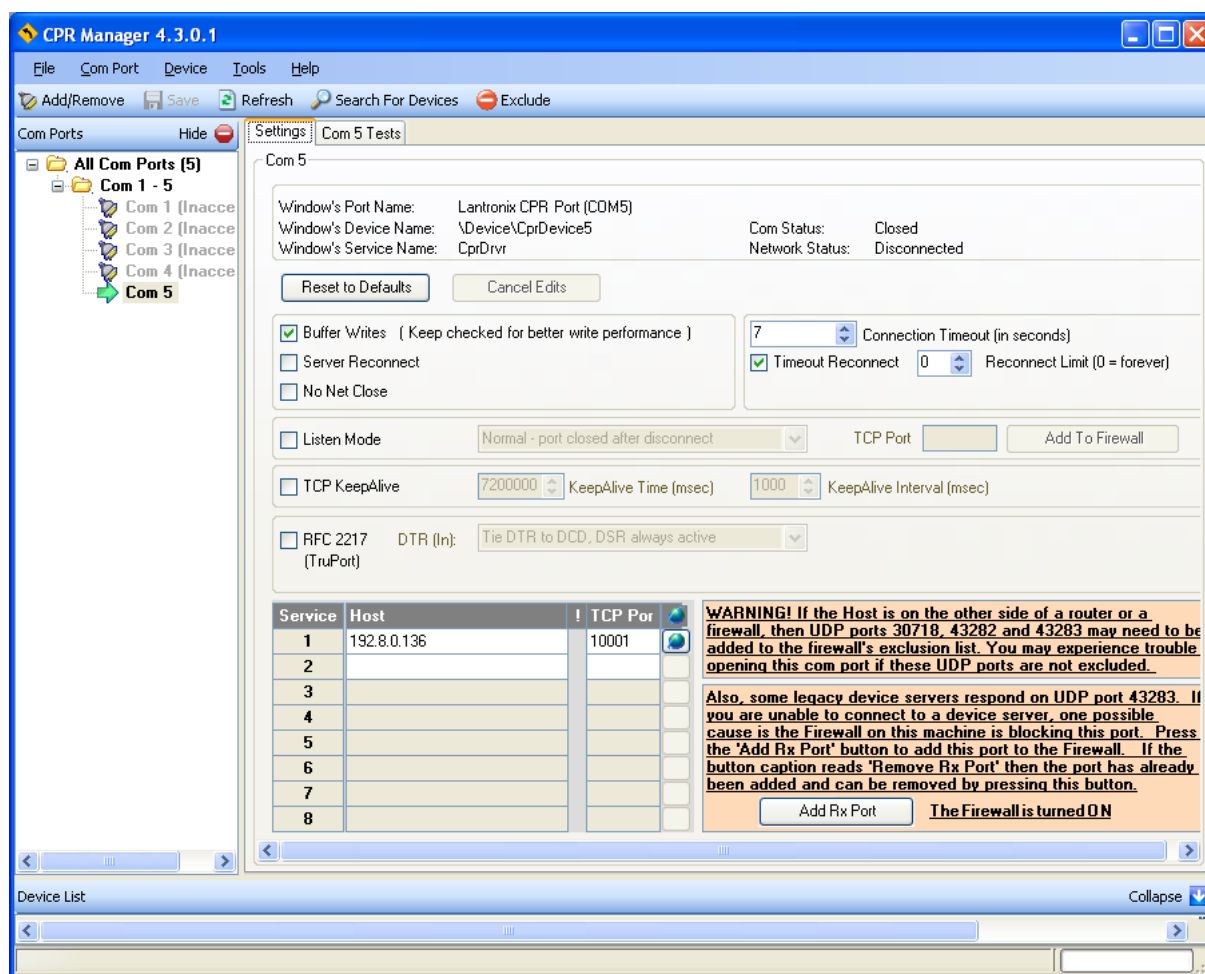 CPR Manager 4.3.0.1
File Com Port Device Tools Help
Add/Remove Save Refresh Search For Devices Exclude
Com Ports Hide
All Com Ports (5)
Com 1 - 5
Com 1 (Inacce
Com 2 (Inacce
Com 3 (Inacce
Com 4 (Inacce
Com 5
Settings Com 5 Tests
Com 5
Window's Port Name: Lantronix CPR Port (COM5)
Window's Device Name: \Device\CprDevice5 Com Status: Closed
Window's Service Name: CprDrvr Network Status: Disconnected
Reset to Defaults Cancel Edits
Buffer Writes ( Keep checked for better write performance )
Server Reconnect
No Net Close
7 Connection Timeout (in seconds)
Timeout Reconnect 0 Reconnect Limit (0 = forever)
Listen Mode Normal - port closed after disconnect TCP Port Add To Firewall
TCP KeepAlive 7200000 KeepAlive Time (msec) 1000 KeepAlive Interval (msec)
RFC 2217 DTR (In): Tie DTR to DCD, DSR always active
(TruPort)
Service Host ! TCP Por
1 192.8.0.136 10001
2
3
4
5
6
7
8
WARNING! If the Host is on the other side of a router or a
firewall, then UDP ports 30718, 43282 and 43283 may need to be
added to the firewall's exclusion list. You may experience trouble
opening this com port if these UDP ports are not excluded.
Also, some legacy device servers respond on UDP port 43283. If
you are unable to connect to a device server, one possible
cause is the Firewall on this machine is blocking this port. Press
the 'Add Rx Port' button to add this port to the Firewall. If the
button caption reads 'Remove Rx Port' then the port has already
been added and can be removed by pressing this button.
Add Rx Port The Firewall is turned ON
Device List Collapse